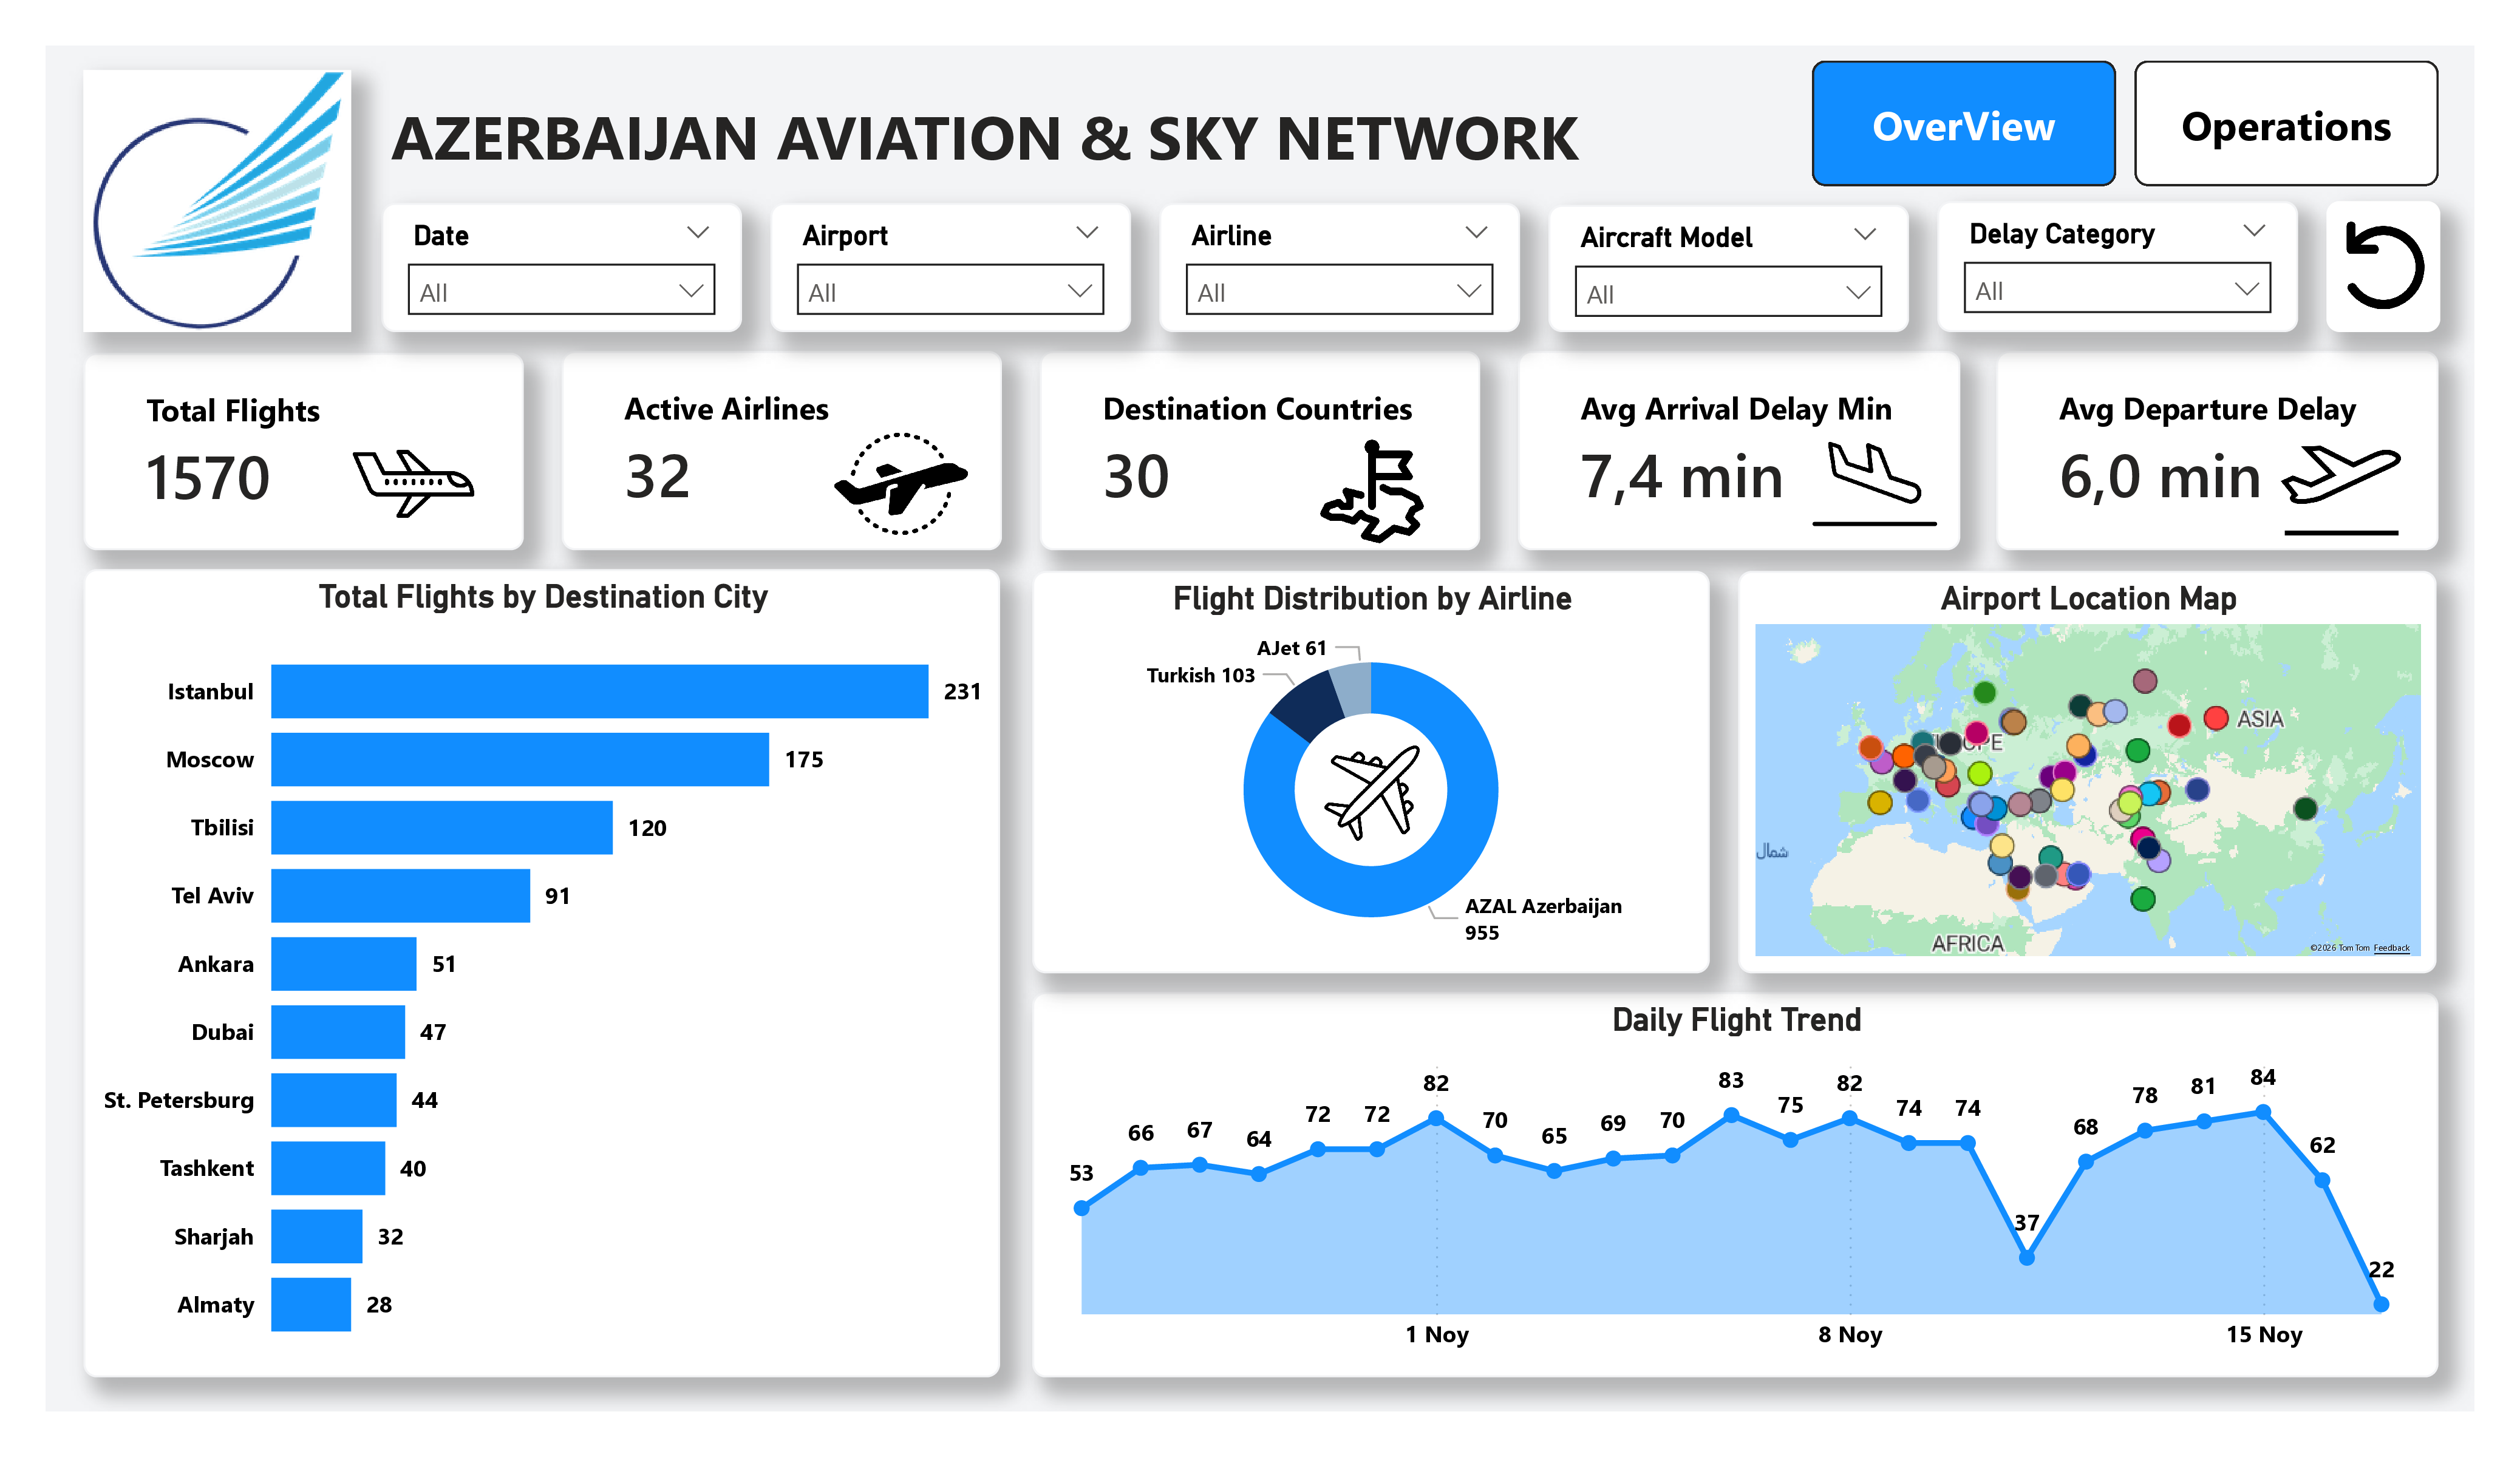 AZERBAIJAN AVIATION & SKY NETWORK
OverView
Operations
Date
All
Airport
All
Airline
All
Aircraft Model
All
Delay Category
All
Total Flights
1570
Active Airlines
32
Destination Countries
30
Avg Arrival Delay Min
7,4 min
Avg Departure Delay
6,0 min
Total Flights by Destination City
Istanbul 231
Moscow 175
Tbilisi 120
Tel Aviv 91
Ankara 51
Dubai 47
St. Petersburg 44
Tashkent 40
Sharjah 32
Almaty 28
Flight Distribution by Airline
AJet 61
Turkish 103
AZAL Azerbaijan
955
Airport Location Map
ASIA
OPE
شمال
AFRICA
©2026 TomTom Feedback
Daily Flight Trend
53 66 67 64 72 72 82 70 65 69 70 83 75 82 74 74 37 68 78 81 84 62 22
1 Noy 8 Noy 15 Noy